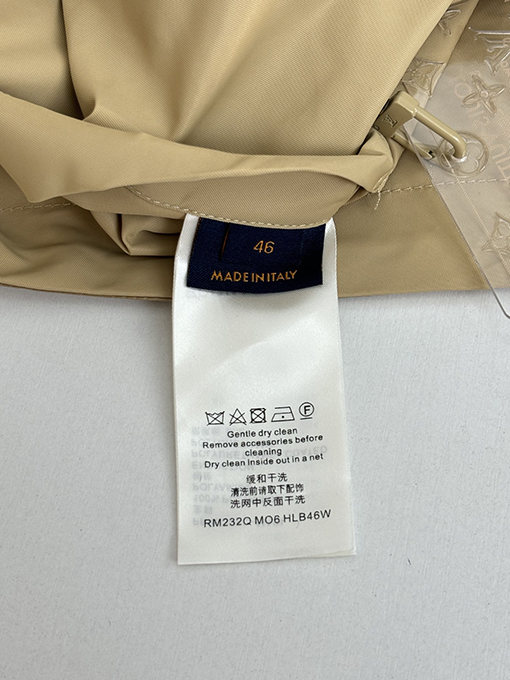 46
MADE IN ITALY
F
Gentle dry clean
Remove accessories before
cleaning
Dry clean Inside out in a net
缓和干洗
清洗前请取下配饰
洗网中反面干洗
RM232Q MO6 HLB46W